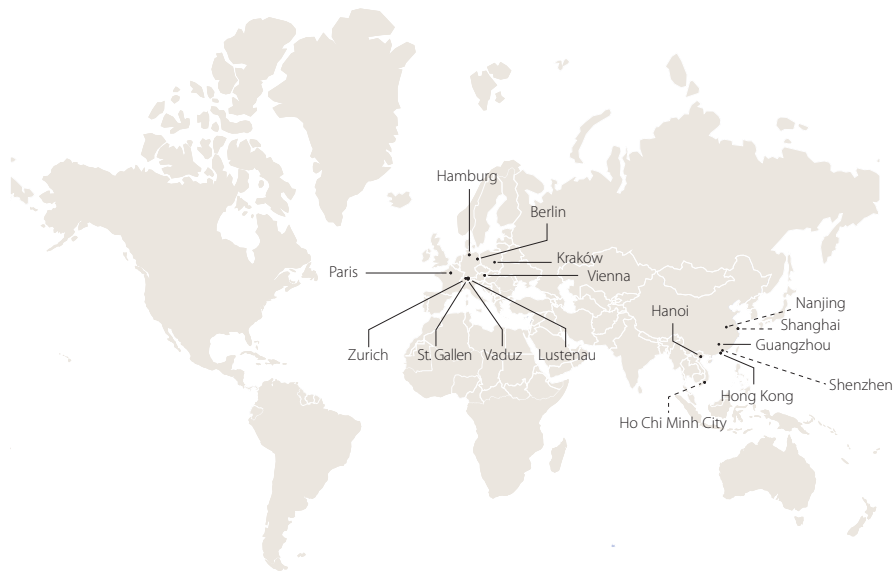 Hamburg
Berlin
Kraków
Paris
Vienna
Hanoi
Nanjing
Shanghai
Guangzhou
Zurich
St. Gallen
Vaduz
Lustenau
Shenzhen
Hong Kong
Ho Chi Minh City